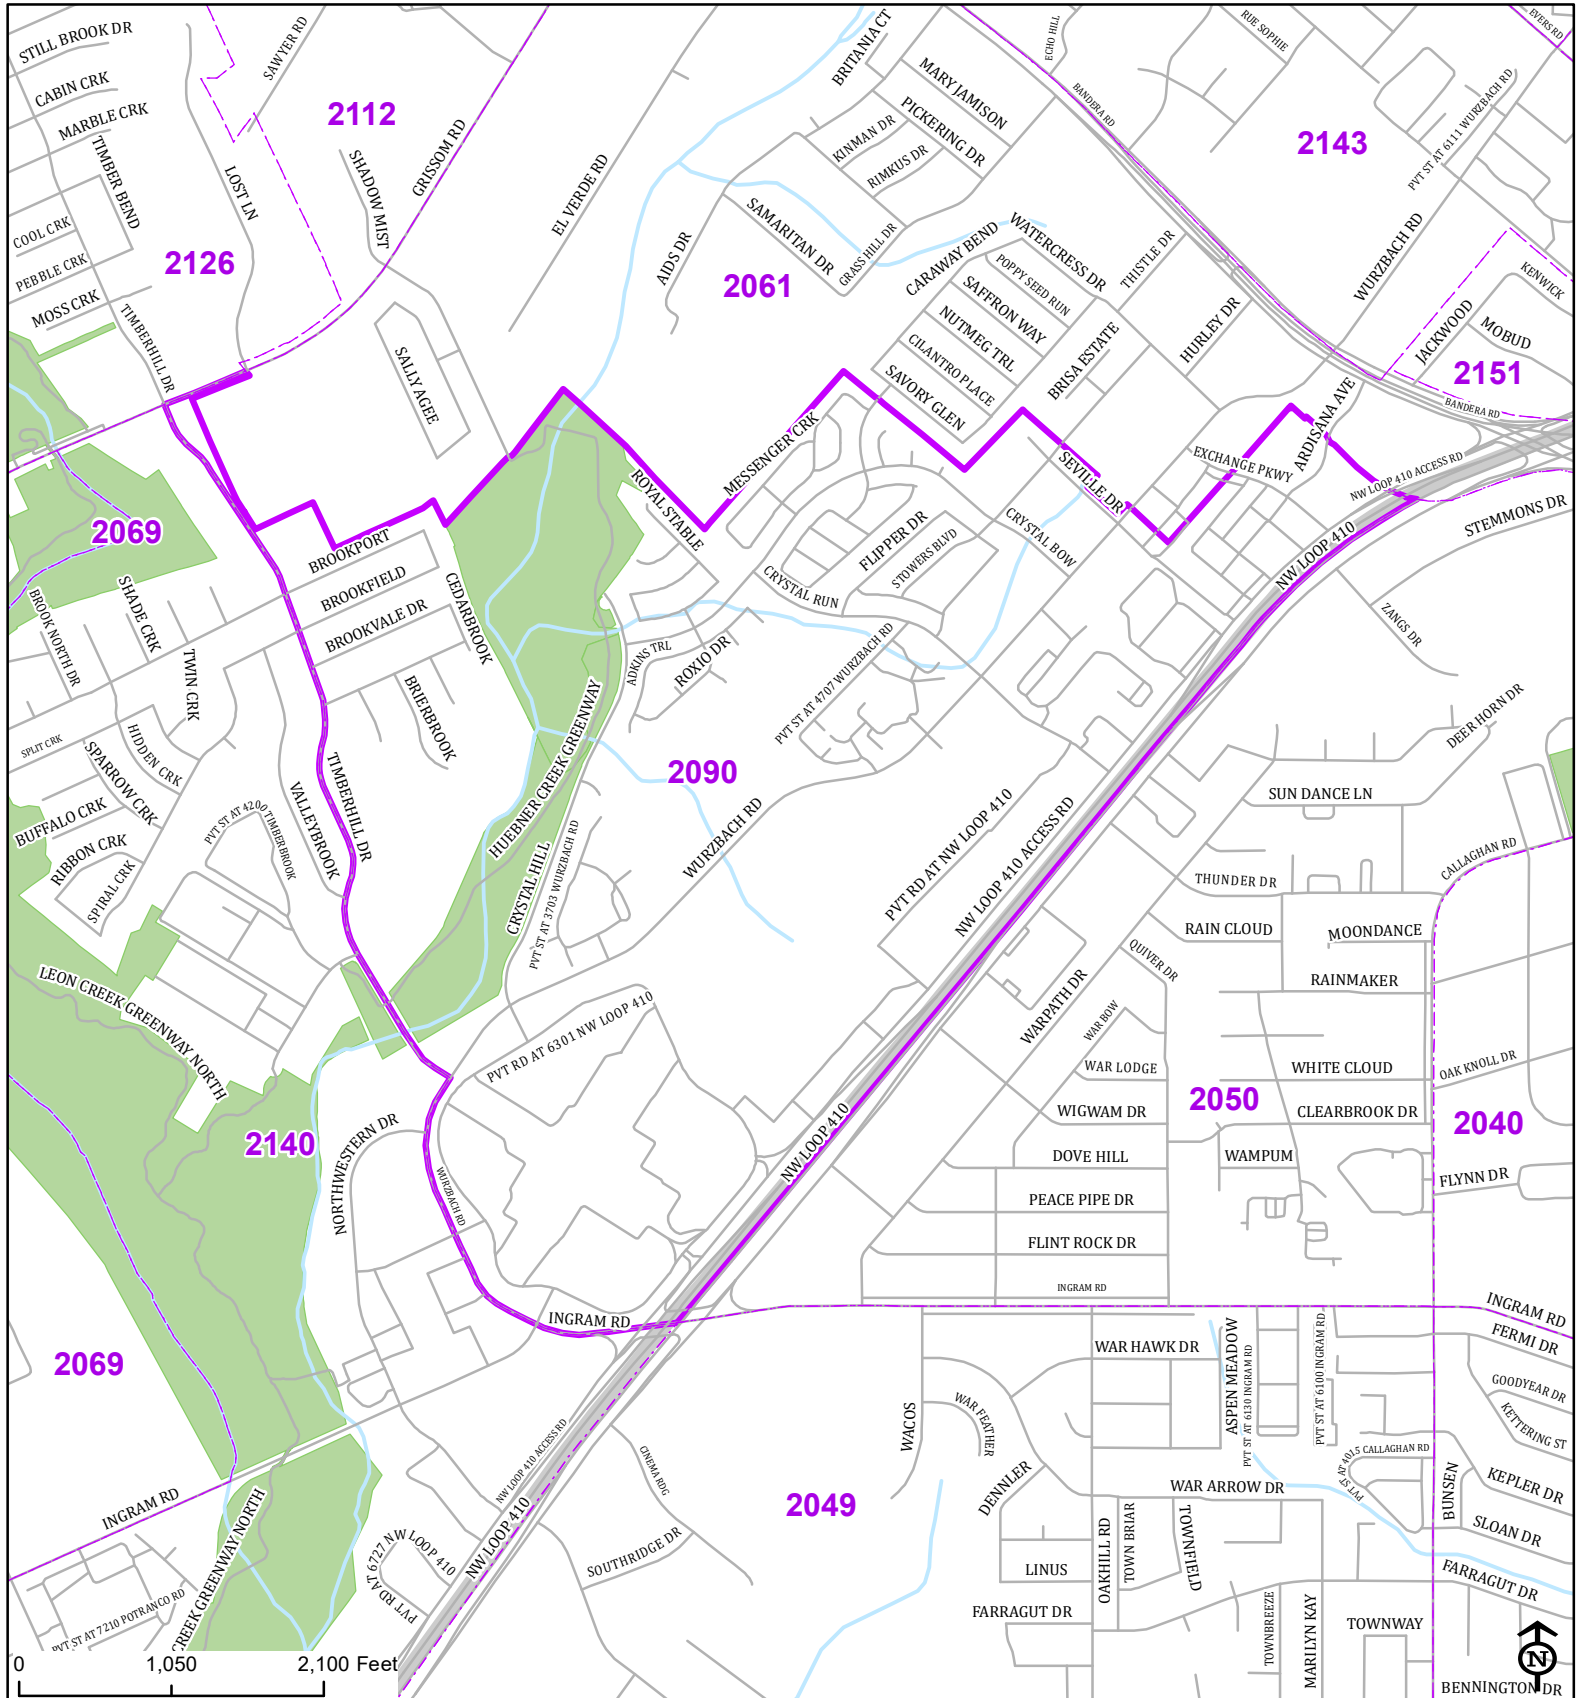 STILL BROOK DR
SAWYER RD
CABIN CRK
MARBLE CRK
TIMBER BEND
2112
GRISSOM RD
SHADOW MIST
LOST LN
EL VERDE RD
BRITANIA CT
MARY JAMISON
PICKERING DR
KINMAN DR
RIMKUS DR
ECHO HILL
RUE SOPHIE
EVERS RD
BANDERA RD
2143
PVT ST AT 6111 WURZBACH RD
WURZBACH RD
COOL CRK
PEBBLE CRK
MOSS CRK
2126
TIMBERHILL DR
AIDS DR
SAMARITAN DR
GRASS HILL DR
2061
CARAWAY BEND
WATERCRESS DR
POPPY SEED RUN
SAFFRON WAY
NUTMEG TRL
CILANTRO PLACE
SAVORY GLEN
THISTLE DR
BRISA ESTATE
HURLEY DR
JACKWOOD
KENWICK
MOBUD
2151
BANDERA RD
SALLY AGEE
MESSENGER CRK
ROYAL STABLE
SEVILLE DR
EXCHANGE PKWY
ARDISANA AVE
NW LOOP 410 ACCESS RD
STEMMONS DR
2069
BROOKPORT
BROOKFIELD
BROOKVALE DR
CEDARBROOK
BRIERBROOK
SHADE CRK
BROOK NORTH DR
TWIN CRK
FLIPPER DR
STOWERS BLVD
CRYSTAL BOW
CRYSTAL RUN
NW LOOP 410
ZANGS DR
ADKINS TRL
ROXIO DR
PVT ST AT 4707 WURZBACH RD
SPLIT CRK
HIDDEN CRK
SPARROW CRK
BUFFALO CRK
RIBBON CRK
SPIRAL CRK
PVT ST AT 4200 TIMBERBROOK
VALLEYBROOK
TIMBERHILL DR
HUEBNER CREEK GREENWAY
CRYSTAL HILL
PVT ST AT 3703 WURZBACH RD
2090
WURZBACH RD
PVT RD AT NW LOOP 410
NW LOOP 410 ACCESS RD
DEER HORN DR
SUN DANCE LN
CALLAGHAN RD
THUNDER DR
RAIN CLOUD
MOONDANCE
QUIVER DR
RAINMAKER
WARPATH DR
WAR BOW
WAR LODGE
WHITE CLOUD
OAK KNOLL DR
WIGWAM DR
2050
CLEARBROOK DR
2040
DOVE HILL
WAMPUM
FLYNN DR
PEACE PIPE DR
FLINT ROCK DR
INGRAM RD
LEON CREEK GREENWAY NORTH
PVT RD AT 6301 NW LOOP 410
2140
NORTHWESTERN DR
WURZBACH RD
NW LOOP 410
INGRAM RD
2069
INGRAM RD
FERMI DR
GOODYEAR DR
KETTERING ST
KEPLER DR
SLOAN DR
FARRAGUT DR
BUNSEN
WAR HAWK DR
ASPEN MEADOW
PVT ST AT 6130 INGRAM RD
PVT ST AT 6100 INGRAM RD
PVT ST AT 4015 CALLAGHAN RD
WACOS
WAR FEATHER
DENNLER
2049
WAR ARROW DR
OAKHILL RD
TOWN BRIAR
TOWNFIELD
LINUS
FARRAGUT DR
TOWNBREEZE
MARILYN KAY
TOWNWAY
BENNINGTON DR
NW LOOP 410 ACCESS RD
CINEMA RDG
NW LOOP 410
SOUTHRIDGE DR
PVT RD AT 6727 NW LOOP 410
INGRAM RD
CREEK GREENWAY NORTH
PVT ST AT 7210 POTRANCO RD
0 1,050 2,100 Feet
N